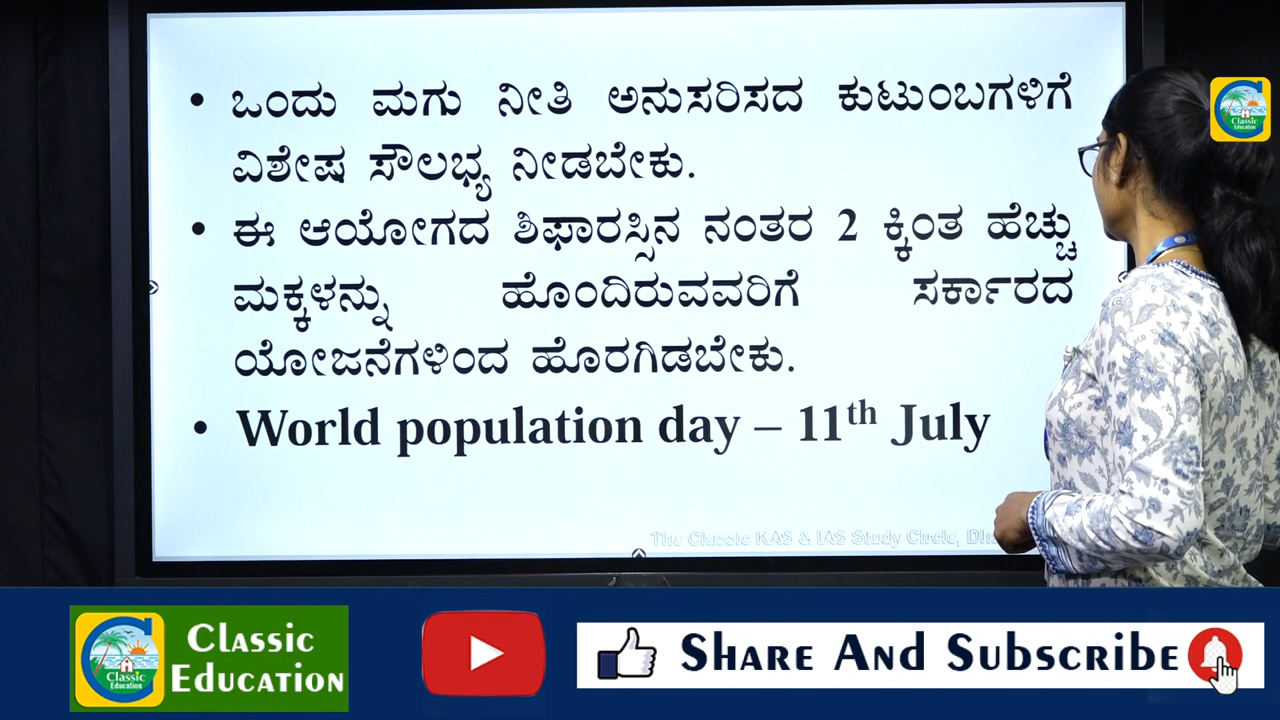 • ಒಂದು ಮಗು ನೀತಿ ಅನುಸರಿಸದ ಕುಟುಂಬಗಳಿಗೆ
ವಿಶೇಷ ಸೌಲಭ್ಯ ನೀಡಬೇಕು.
• ಈ ಆಯೋಗದ ಶಿಫಾರಸ್ಸಿನ ನಂತರ 2 ಕ್ಕಿಂತ ಹೆಚ್ಚು
ಮಕ್ಕಳನ್ನು ಹೊಂದಿರುವವರಿಗೆ ಸರ್ಕಾರದ
ಯೋಜನೆಗಳಿಂದ ಹೊರಗಿಡಬೇಕು.
• World population day – 11th July
The Classic KAS & IAS Study Circle,
Classic
Education
Classic
Education
Classic
Education
Share And Subscribe